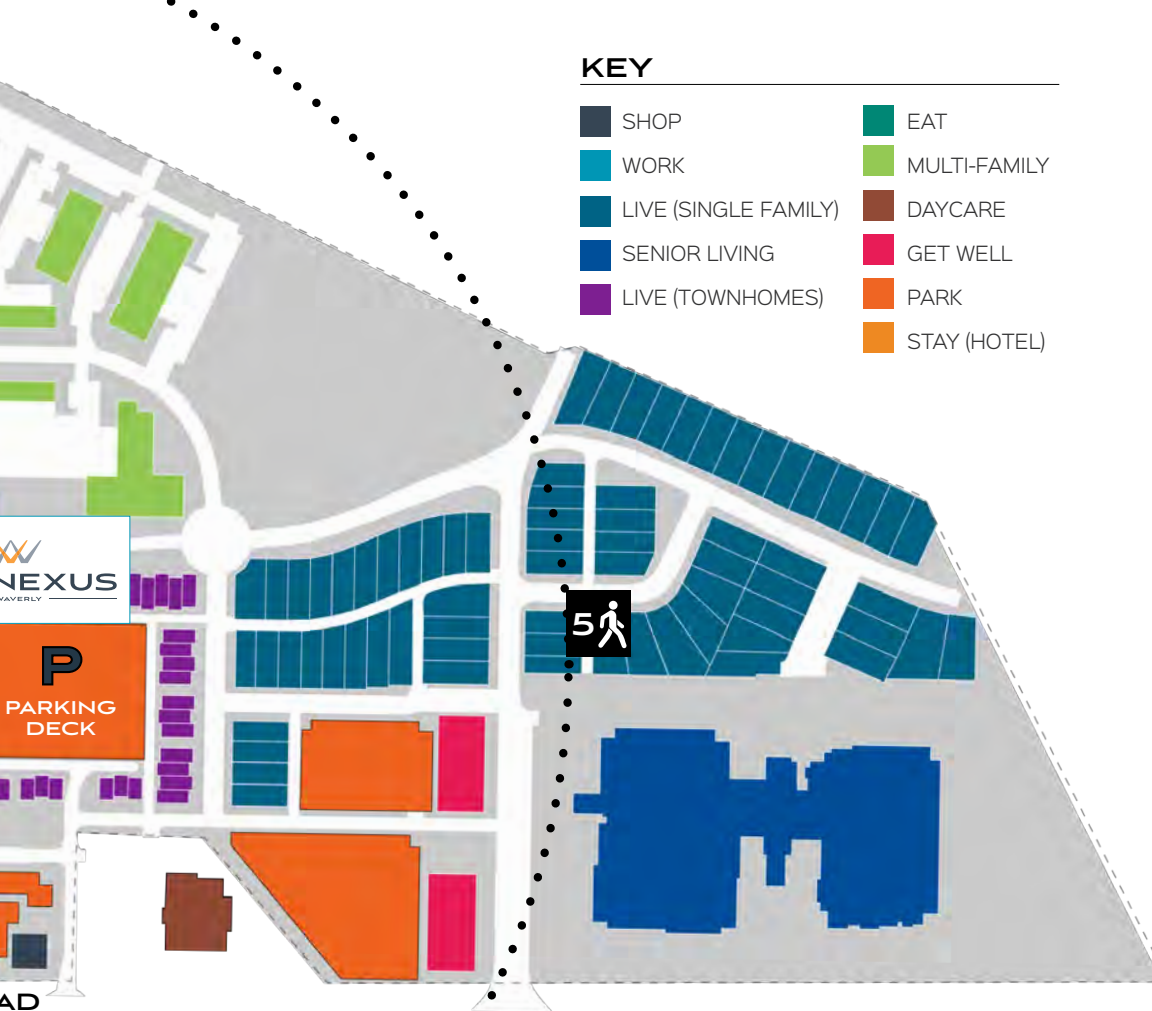 KEY
SHOP
WORK
LIVE (SINGLE FAMILY)
SENIOR LIVING
LIVE (TOWNHOMES)
EAT
MULTI-FAMILY
DAYCARE
GET WELL
PARK
STAY (HOTEL)
NEXUS
WAVERLY
5
P
PARKING
DECK
AD